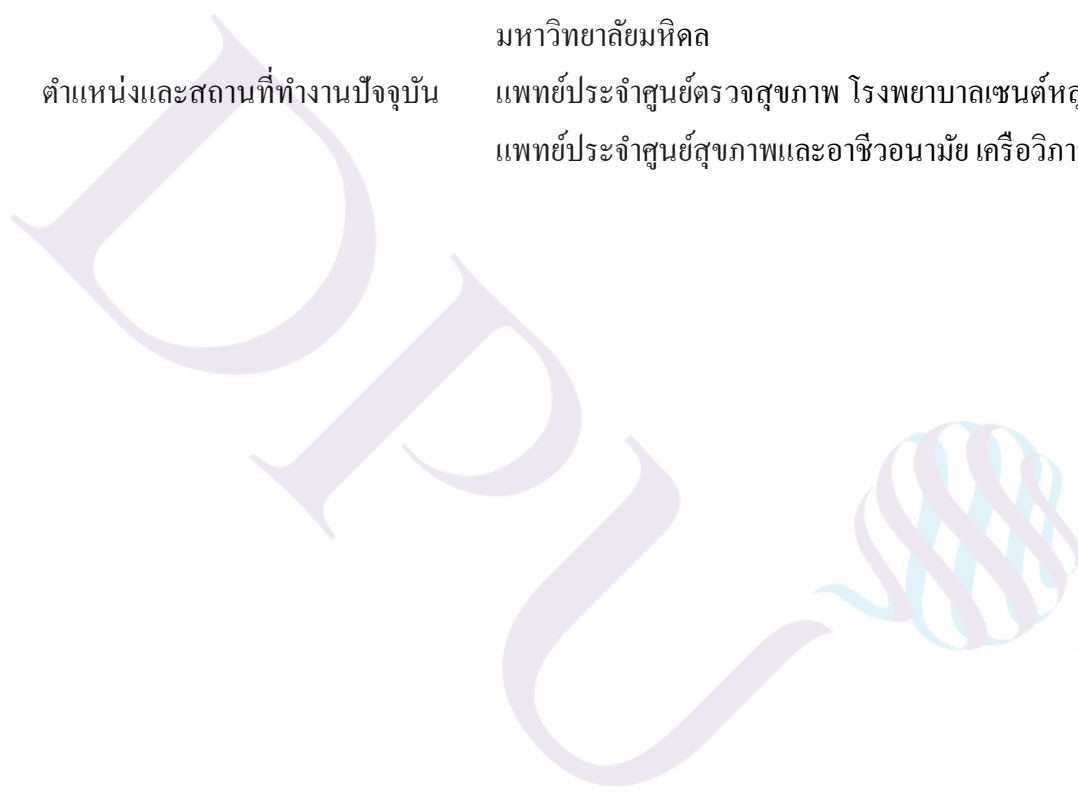 มหาวิทยาลัยมหิดล
ตำแหน่งและสถานที่ทำงานปัจจุบัน แพทย์ประจำศูนย์ตรวจสุขภาพ โรงพยาบาลเซนต์หลุ
แพทย์ประจำศูนย์สุขภาพและอาชีวอนามัย เครือวิภา
DPU